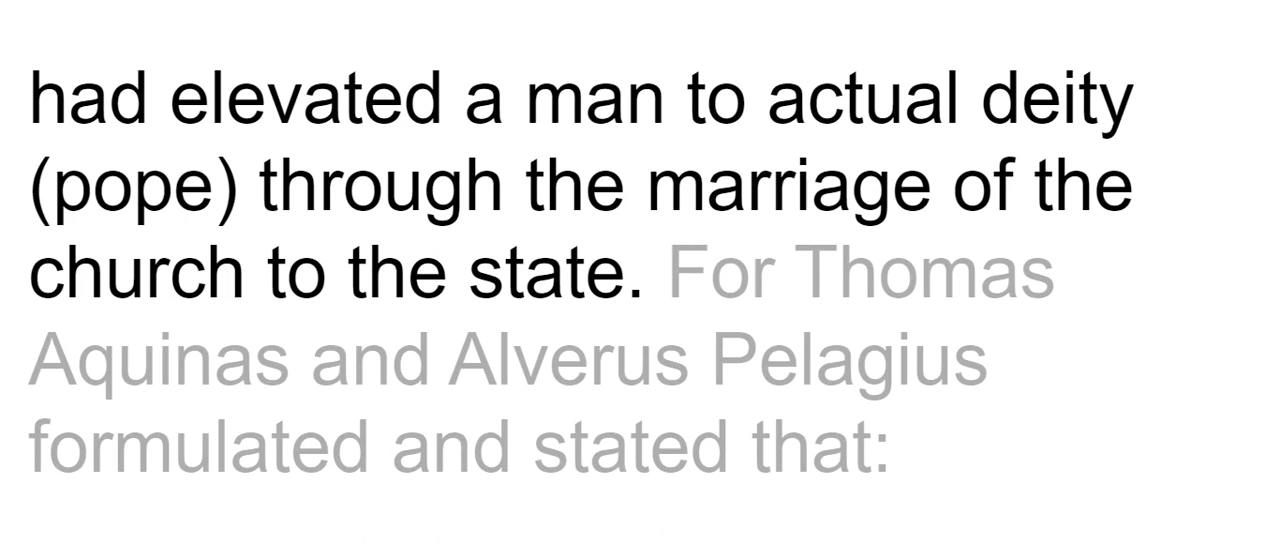 had elevated a man to actual deity
(pope) through the marriage of the
church to the state. For Thomas
Aquinas and Alverus Pelagius
formulated and stated that: